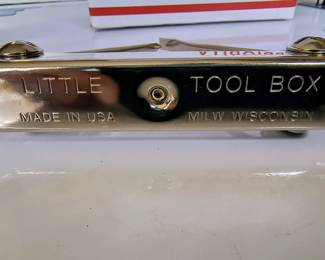 LITTLE TOOL BOX
MADE IN USA MILW WISCONSIN